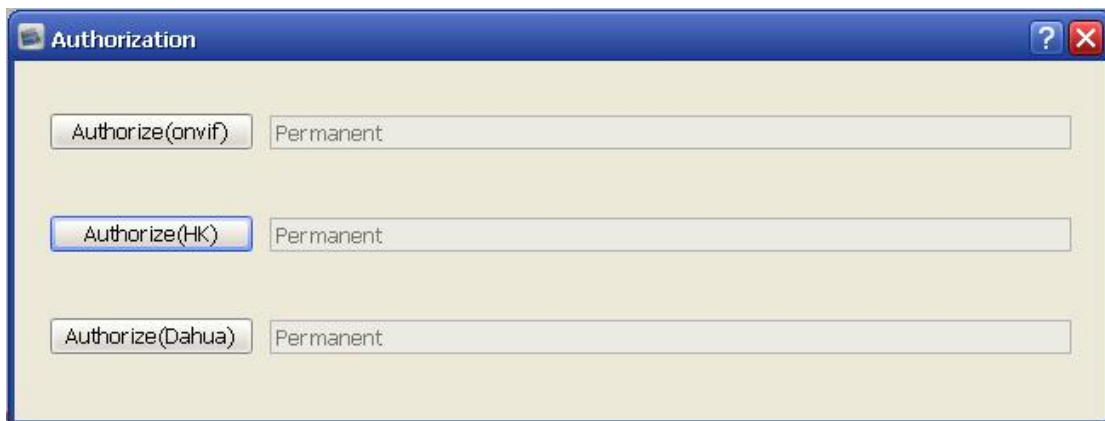 Authorization
Authorize(onvif) Permanent
Authorize(HK) Permanent
Authorize(Dahua) Permanent